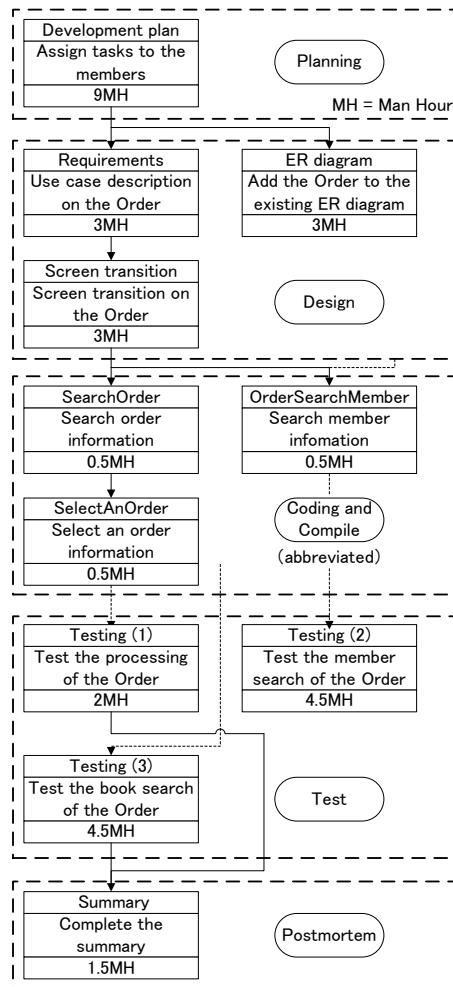 Development plan
Assign tasks to the
members
9MH
Planning
MH = Man Hour
Requirements
Use case description
on the Order
3MH
ER diagram
Add the Order to the
existing ER diagram
3MH
Screen transition
Screen transition on
the Order
3MH
Design
SearchOrder
Search order
information
0.5MH
OrderSearchMember
Search member
infomation
0.5MH
SelectAnOrder
Select an order
information
0.5MH
Coding and
Compile
(abbreviated)
Testing (1)
Test the processing
of the Order
2MH
Testing (2)
Test the member
search of the Order
4.5MH
Testing (3)
Test the book search
of the Order
4.5MH
Test
Summary
Complete the
summary
1.5MH
Postmortem